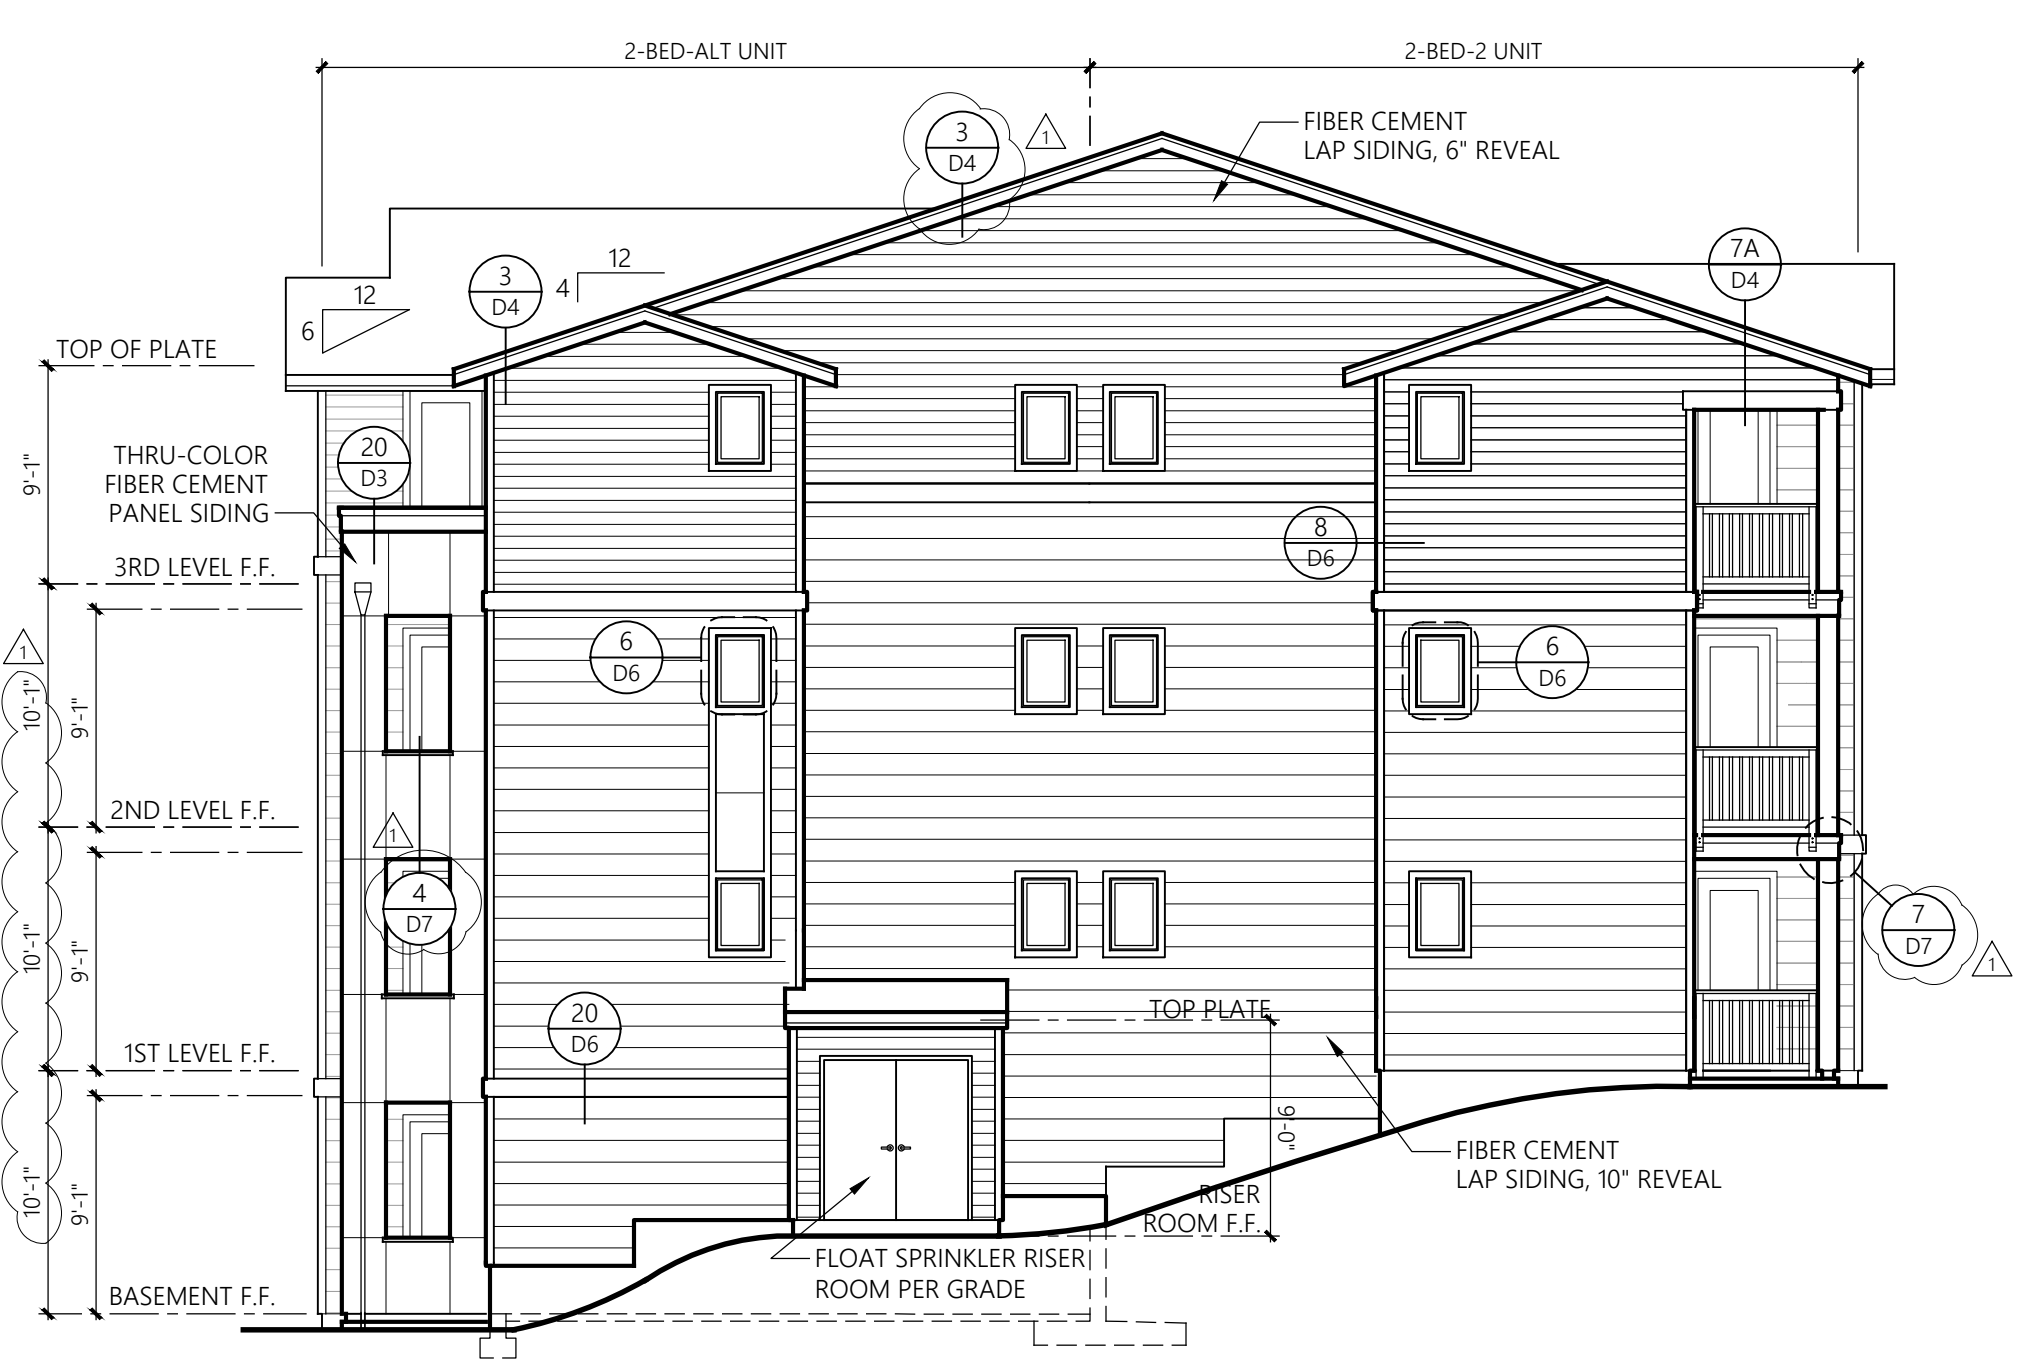 2-BED-ALT UNIT
2-BED-2 UNIT
3
D4
1
FIBER CEMENT
LAP SIDING, 6" REVEAL
7A
D4
3
D4
12
4
12
6
TOP OF PLATE
9'-1"
THRU-COLOR
FIBER CEMENT
PANEL SIDING
20
D3
8
D6
3RD LEVEL F.F.
1
6
D6
6
D6
10'-1"
9'-1"
2ND LEVEL F.F.
1
4
D7
7
D7
1
10'-1"
9'-1"
20
D6
TOP PLATE
1ST LEVEL F.F.
9'-0"
FIBER CEMENT
LAP SIDING, 10" REVEAL
10'-1"
9'-1"
RISER
ROOM F.F.
FLOAT SPRINKLER RISER
ROOM PER GRADE
BASEMENT F.F.